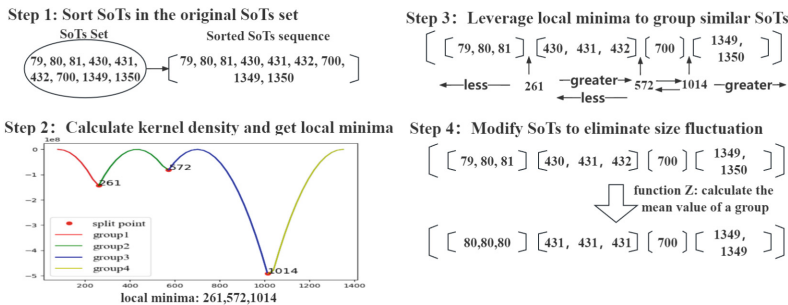 Step 1: Sort SoTs in the original SoTs set
SoTs Set
Sorted SoTs sequence
79, 80, 81, 430, 431,
432, 700, 1349, 1350
79, 80, 81, 430, 431, 432, 700,
1349, 1350
Step 2: Calculate kernel density and get local minima
1e8
0
−1
−2
−3
−4
−5
261
572
1014
split point
group1
group2
group3
group4
200 400 600 800 1000 1200 1400
local minima: 261,572,1014
Step 3: Leverage local minima to group similar SoTs
[ [79, 80, 81] [430, 431, 432] [700] [1349, 1350] ]
less 261 greater 572 1014 greater
less
Step 4: Modify SoTs to eliminate size fluctuation
[ [79, 80, 81] [430, 431, 432] [700] [1349, 1350] ]
function Z: calculate the
mean value of a group
[ [80,80,80] [431, 431, 431] [700] [1349, 1349] ]